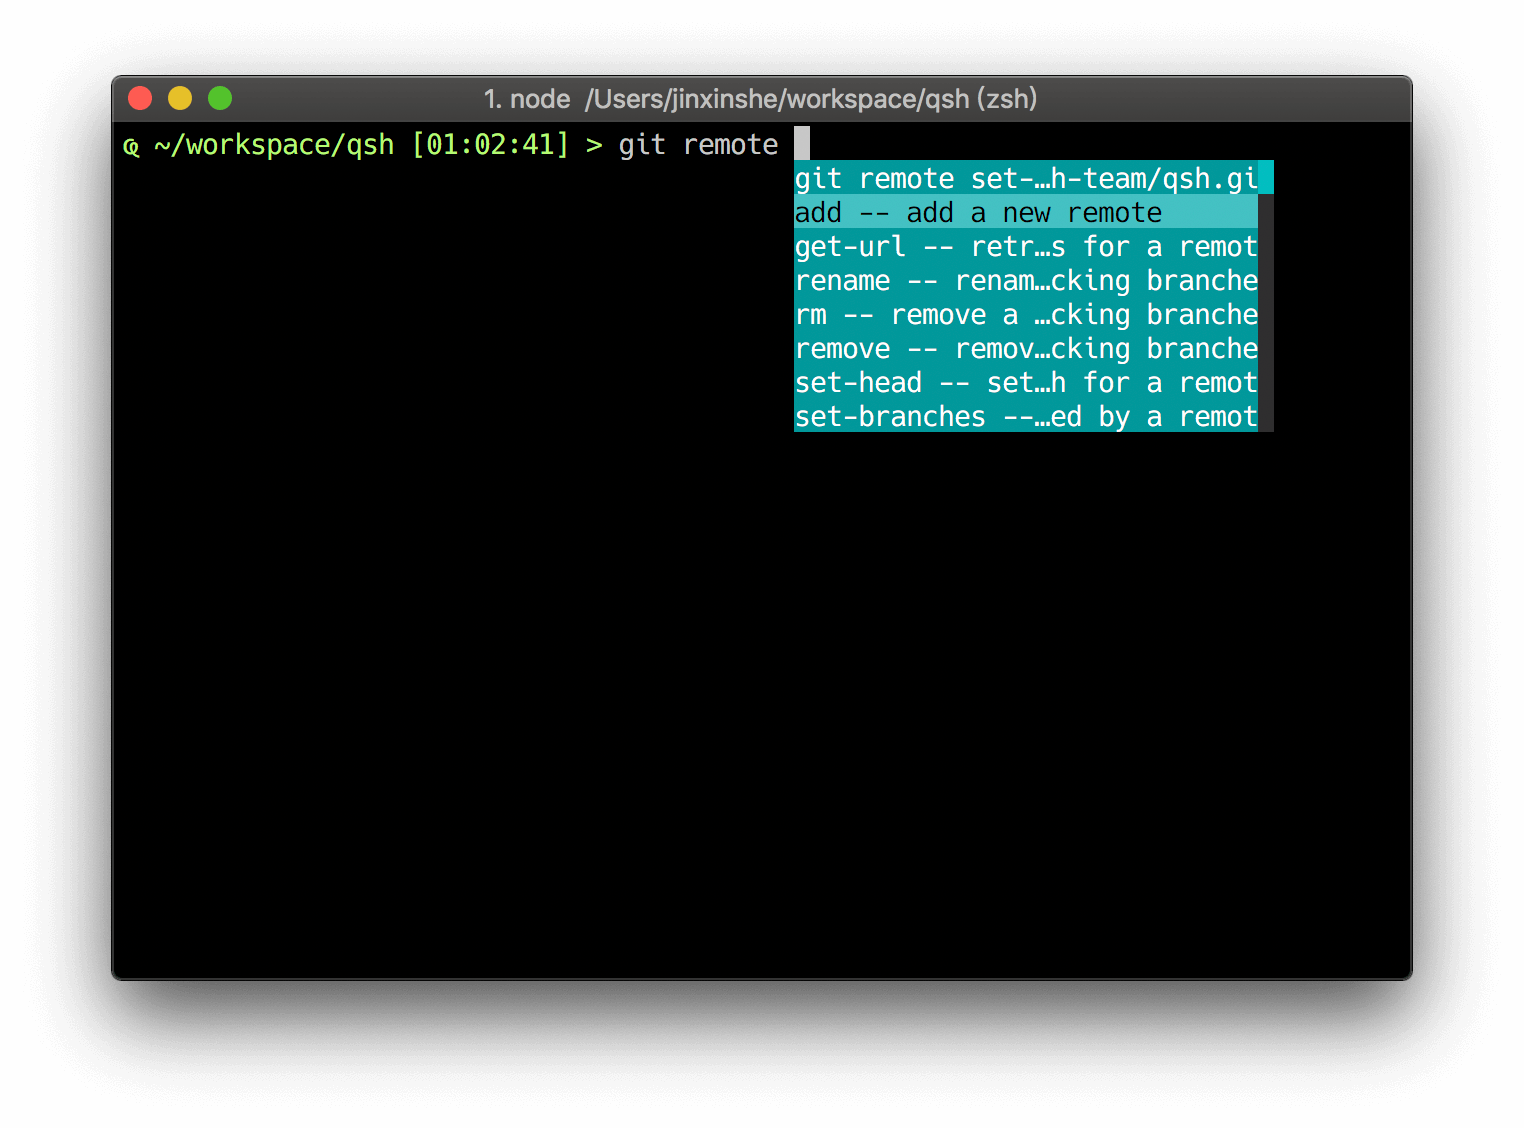 1. node /Users/jinxinshe/workspace/qsh (zsh)
@ ~/workspace/qsh [01:02:41] > git remote
git remote set-…h-team/qsh.gi
add -- add a new remote
get-url -- retr…s for a remot
rename -- renam…cking branche
rm -- remove a …cking branche
remove -- remov…cking branche
set-head -- set…h for a remot
set-branches --…ed by a remot